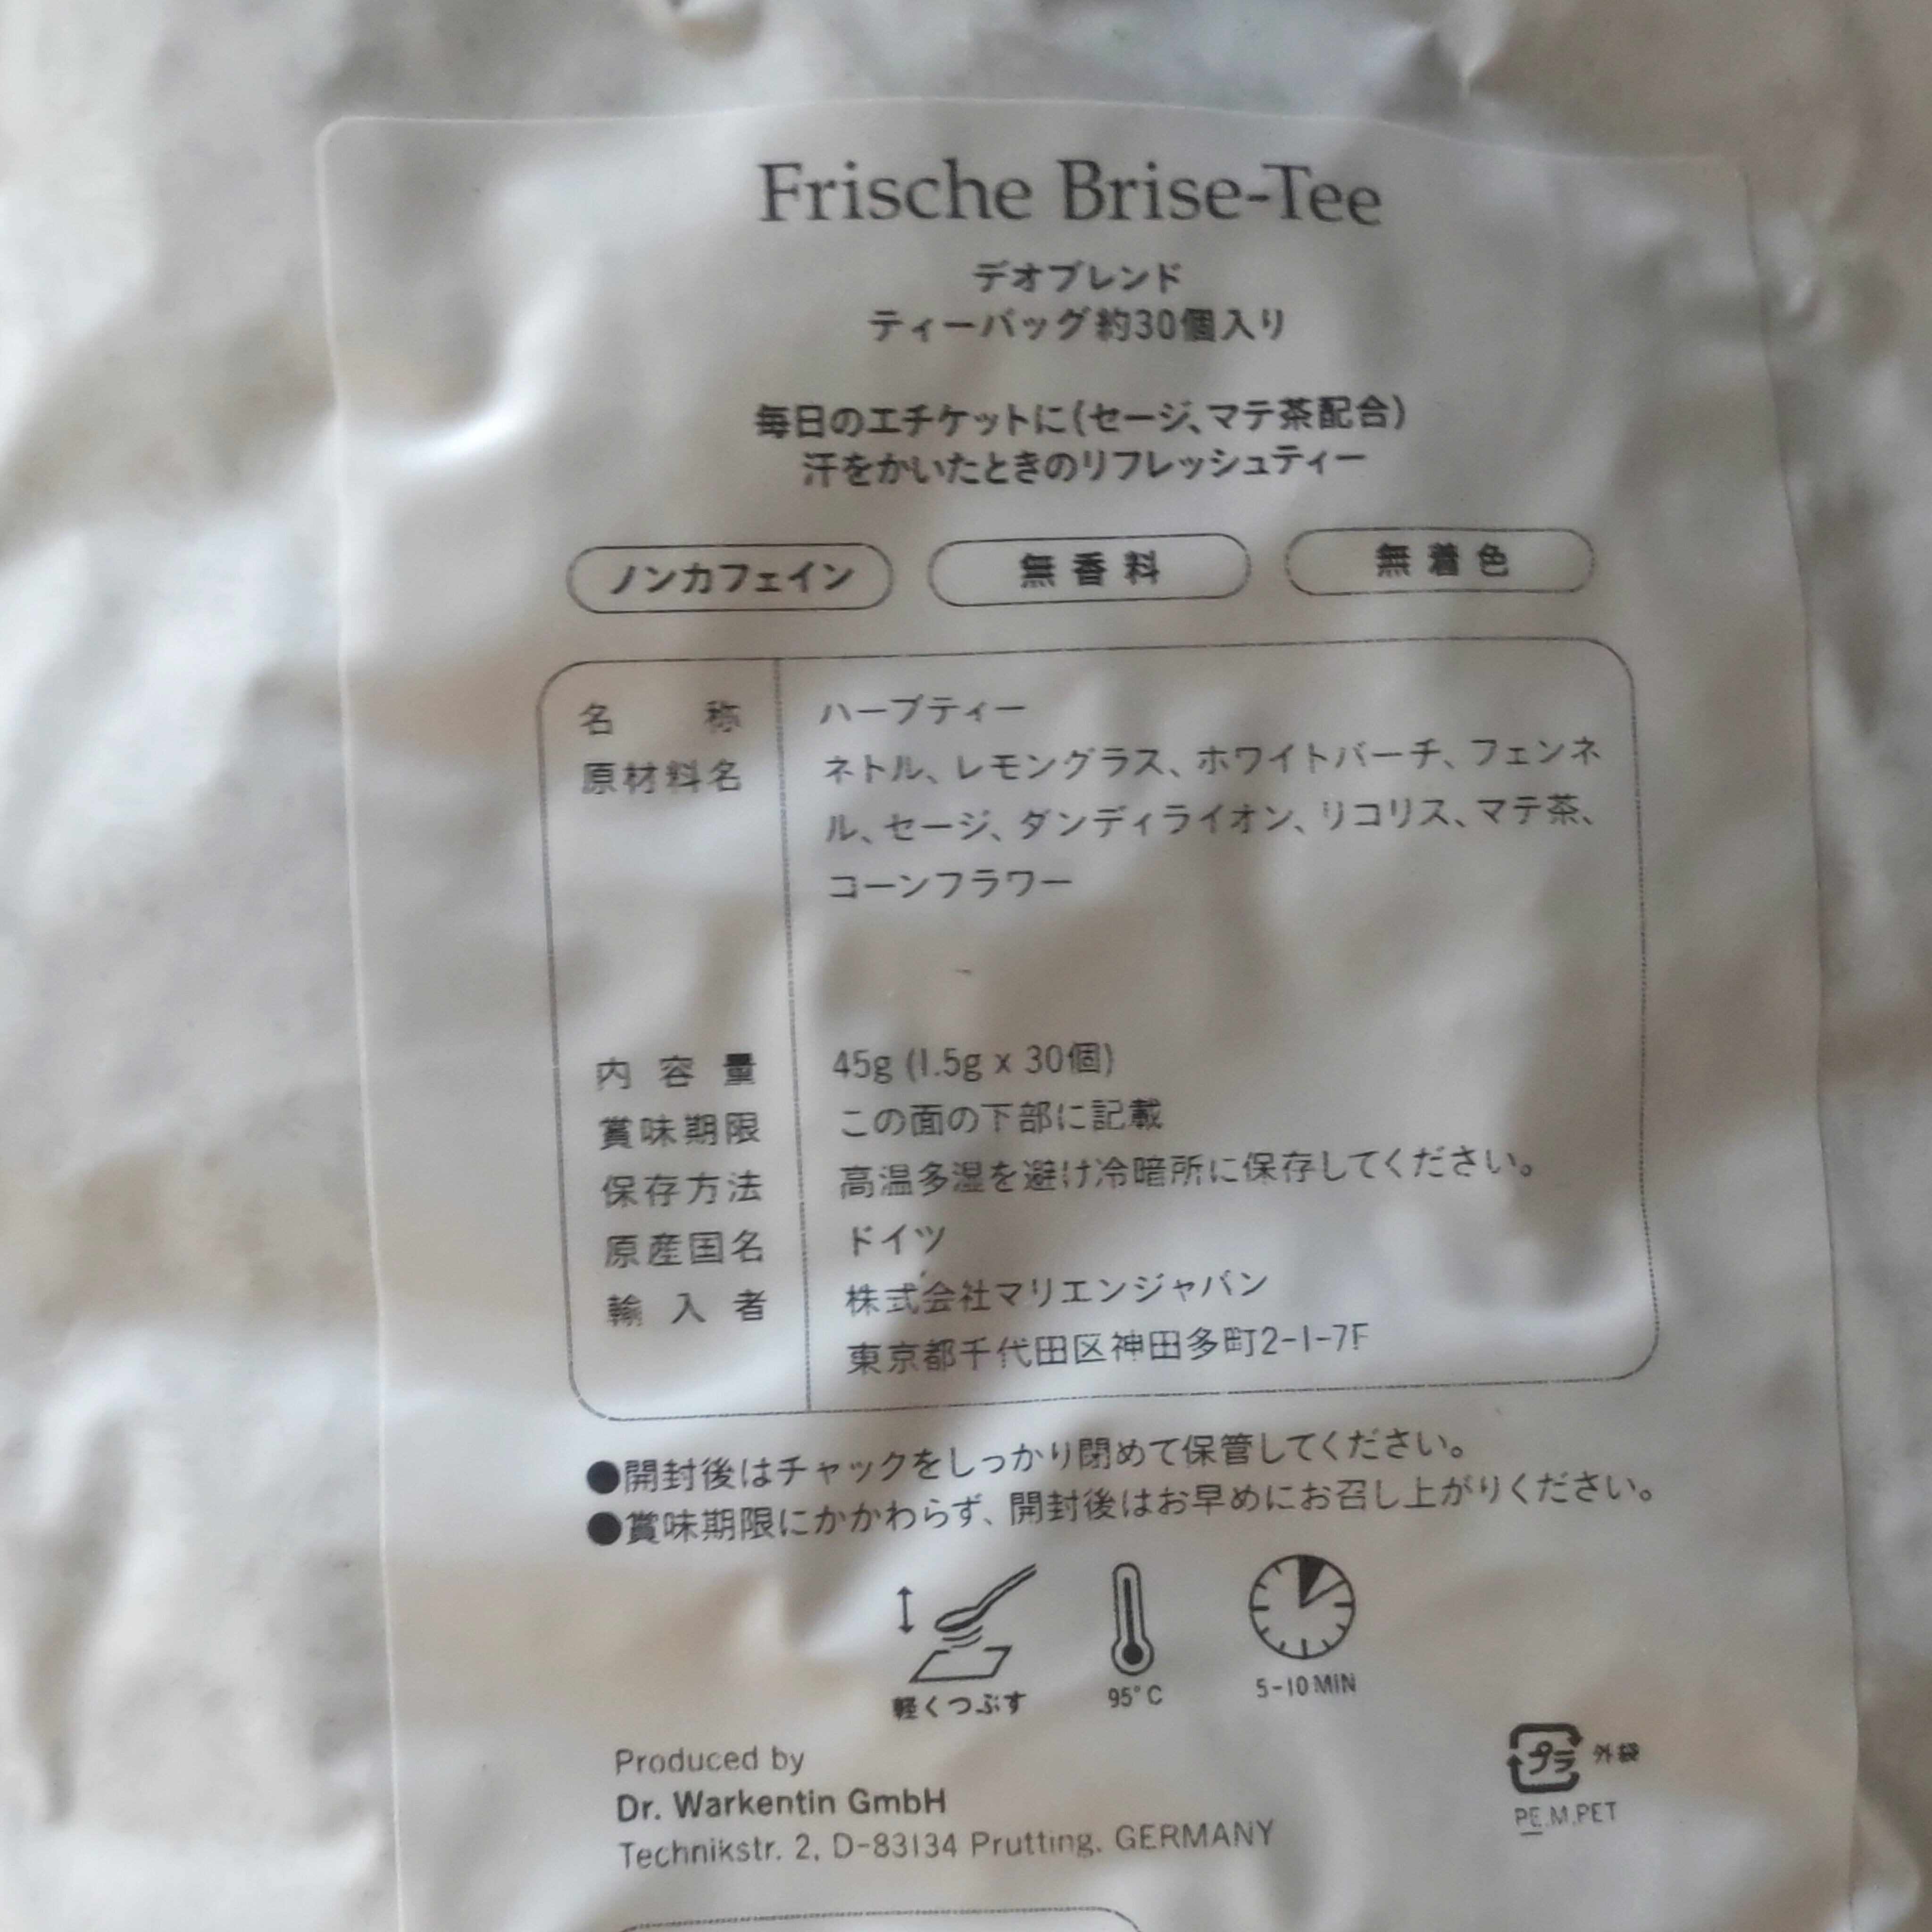 Frische Brise-Tee
デオブレンド
ティーバッグ約30個入り
毎日のエチケットに(セージ、マテ茶配合)
汗をかいたときのリフレッシュティー
ノンカフェイン 無香料 無着色
名称 ハーブティー
原材料名 ネトル、レモングラス、ホワイトバーチ、フェンネ
ル、セージ、ダンディライオン、リコリス、マテ茶、
コーンフラワー
内容量 45g (1.5g x 30個)
賞味期限 この面の下部に記載
保存方法 高温多湿を避け冷暗所に保存してください。
原産国名 ドイツ
輸入者 株式会社マリエンジャパン
東京都千代田区神田多町2-1-7F
●開封後はチャックをしっかり閉めて保管してください。
●賞味期限にかかわらず、開封後はお早めにお召し上がりください。
軽くつぶす 95°C 5-10 MIN
Produced by
Dr. Warkentin GmbH
Technikstr. 2, D-83134 Prutting, GERMANY
プラ 外袋
PE.M.PET